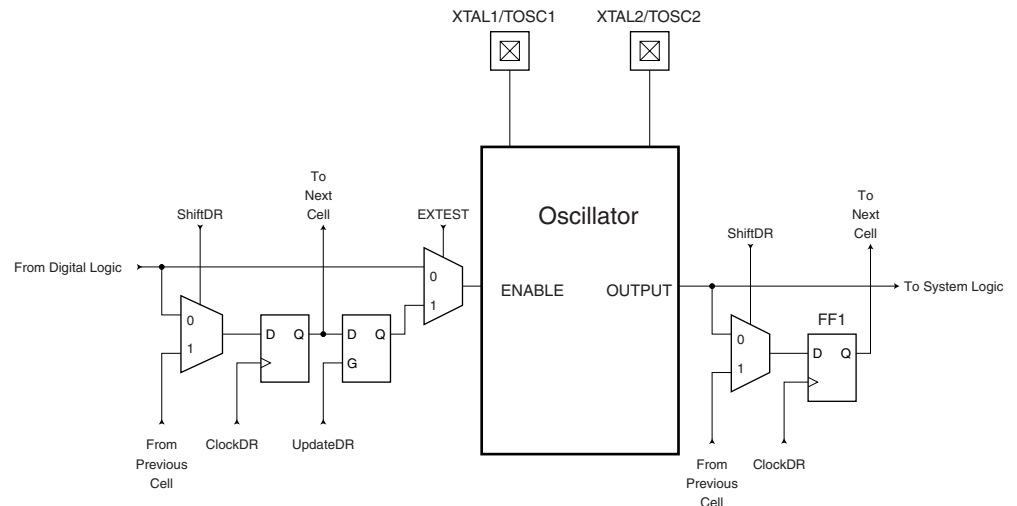 XTAL1/TOSC1
XTAL2/TOSC2
To
Next
Cell
ShiftDR
EXTEST
Oscillator
To
Next
Cell
ShiftDR
From Digital Logic
0
1
ENABLE
OUTPUT
To System Logic
0
1
D
Q
D
Q
G
FF1
0
1
D
Q
From
Previous
Cell
ClockDR
UpdateDR
From
Previous
Cell
ClockDR